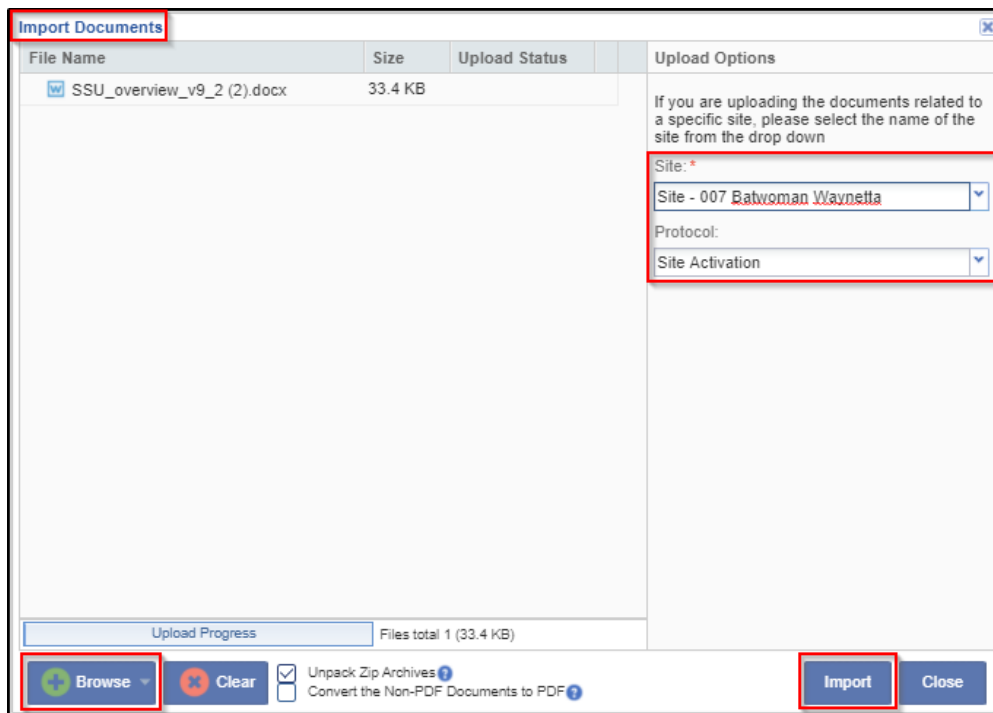 Import Documents
File Name Size Upload Status Upload Options
SSU_overview_v9_2 (2).docx 33.4 KB
If you are uploading the documents related to
a specific site, please select the name of the
site from the drop down
Site: *
Site - 007 Batwoman Waynetta
Protocol:
Site Activation
Upload Progress Files total 1 (33.4 KB)
Browse Clear Unpack Zip Archives ?
Convert the Non-PDF Documents to PDF ?
Import Close